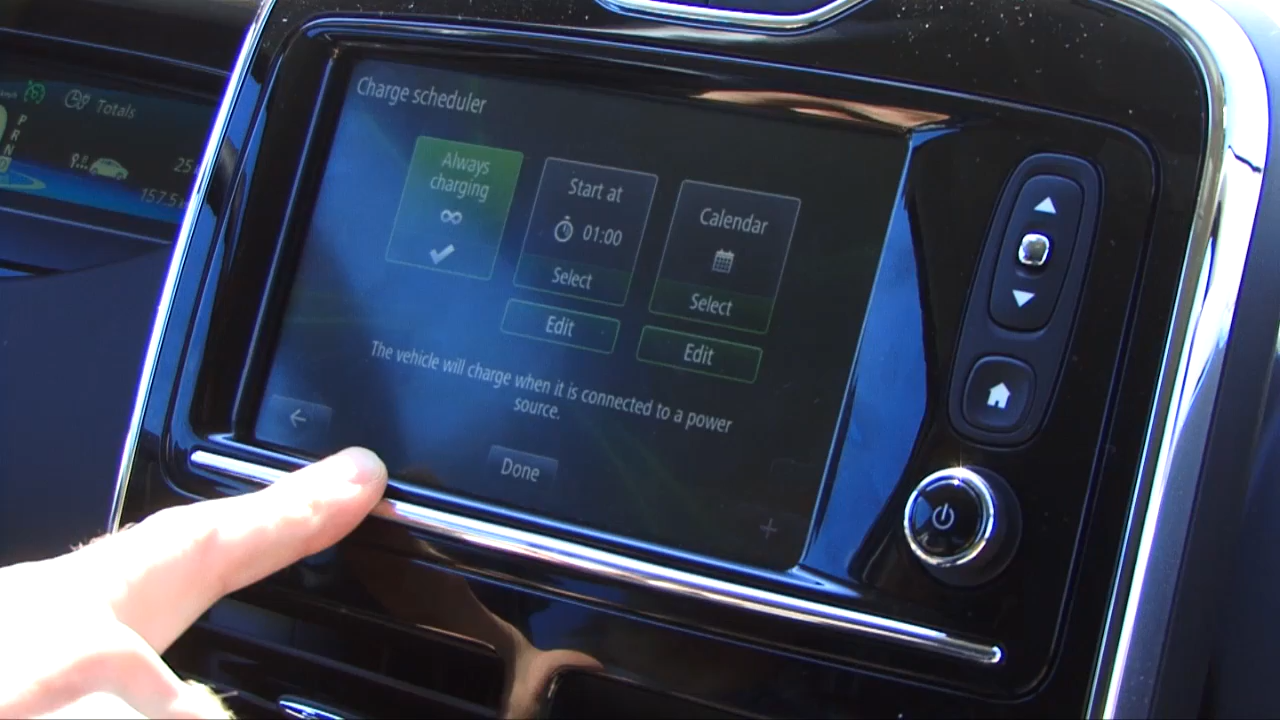 Totals
P
R
N
25
157.5
Charge scheduler
Always
charging
Start at
01:00
Select
Edit
Calendar
Select
Edit
The vehicle will charge when it is connected to a power
source.
Done